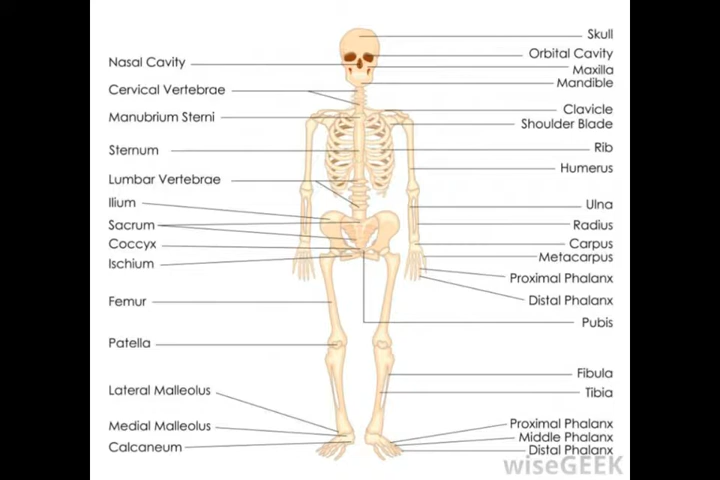 Skull
Nasal Cavity
Orbital Cavity
Maxilla
Mandible
Cervical Vertebrae
Manubrium Sterni
Clavicle
Shoulder Blade
Sternum
Rib
Humerus
Lumbar Vertebrae
Ilium
Ulna
Sacrum
Radius
Coccyx
Carpus
Metacarpus
Ischium
Proximal Phalanx
Distal Phalanx
Femur
Pubis
Patella
Fibula
Lateral Malleolus
Tibia
Medial Malleolus
Proximal Phalanx
Middle Phalanx
Calcaneum
Distal Phalanx
wiseGEEK